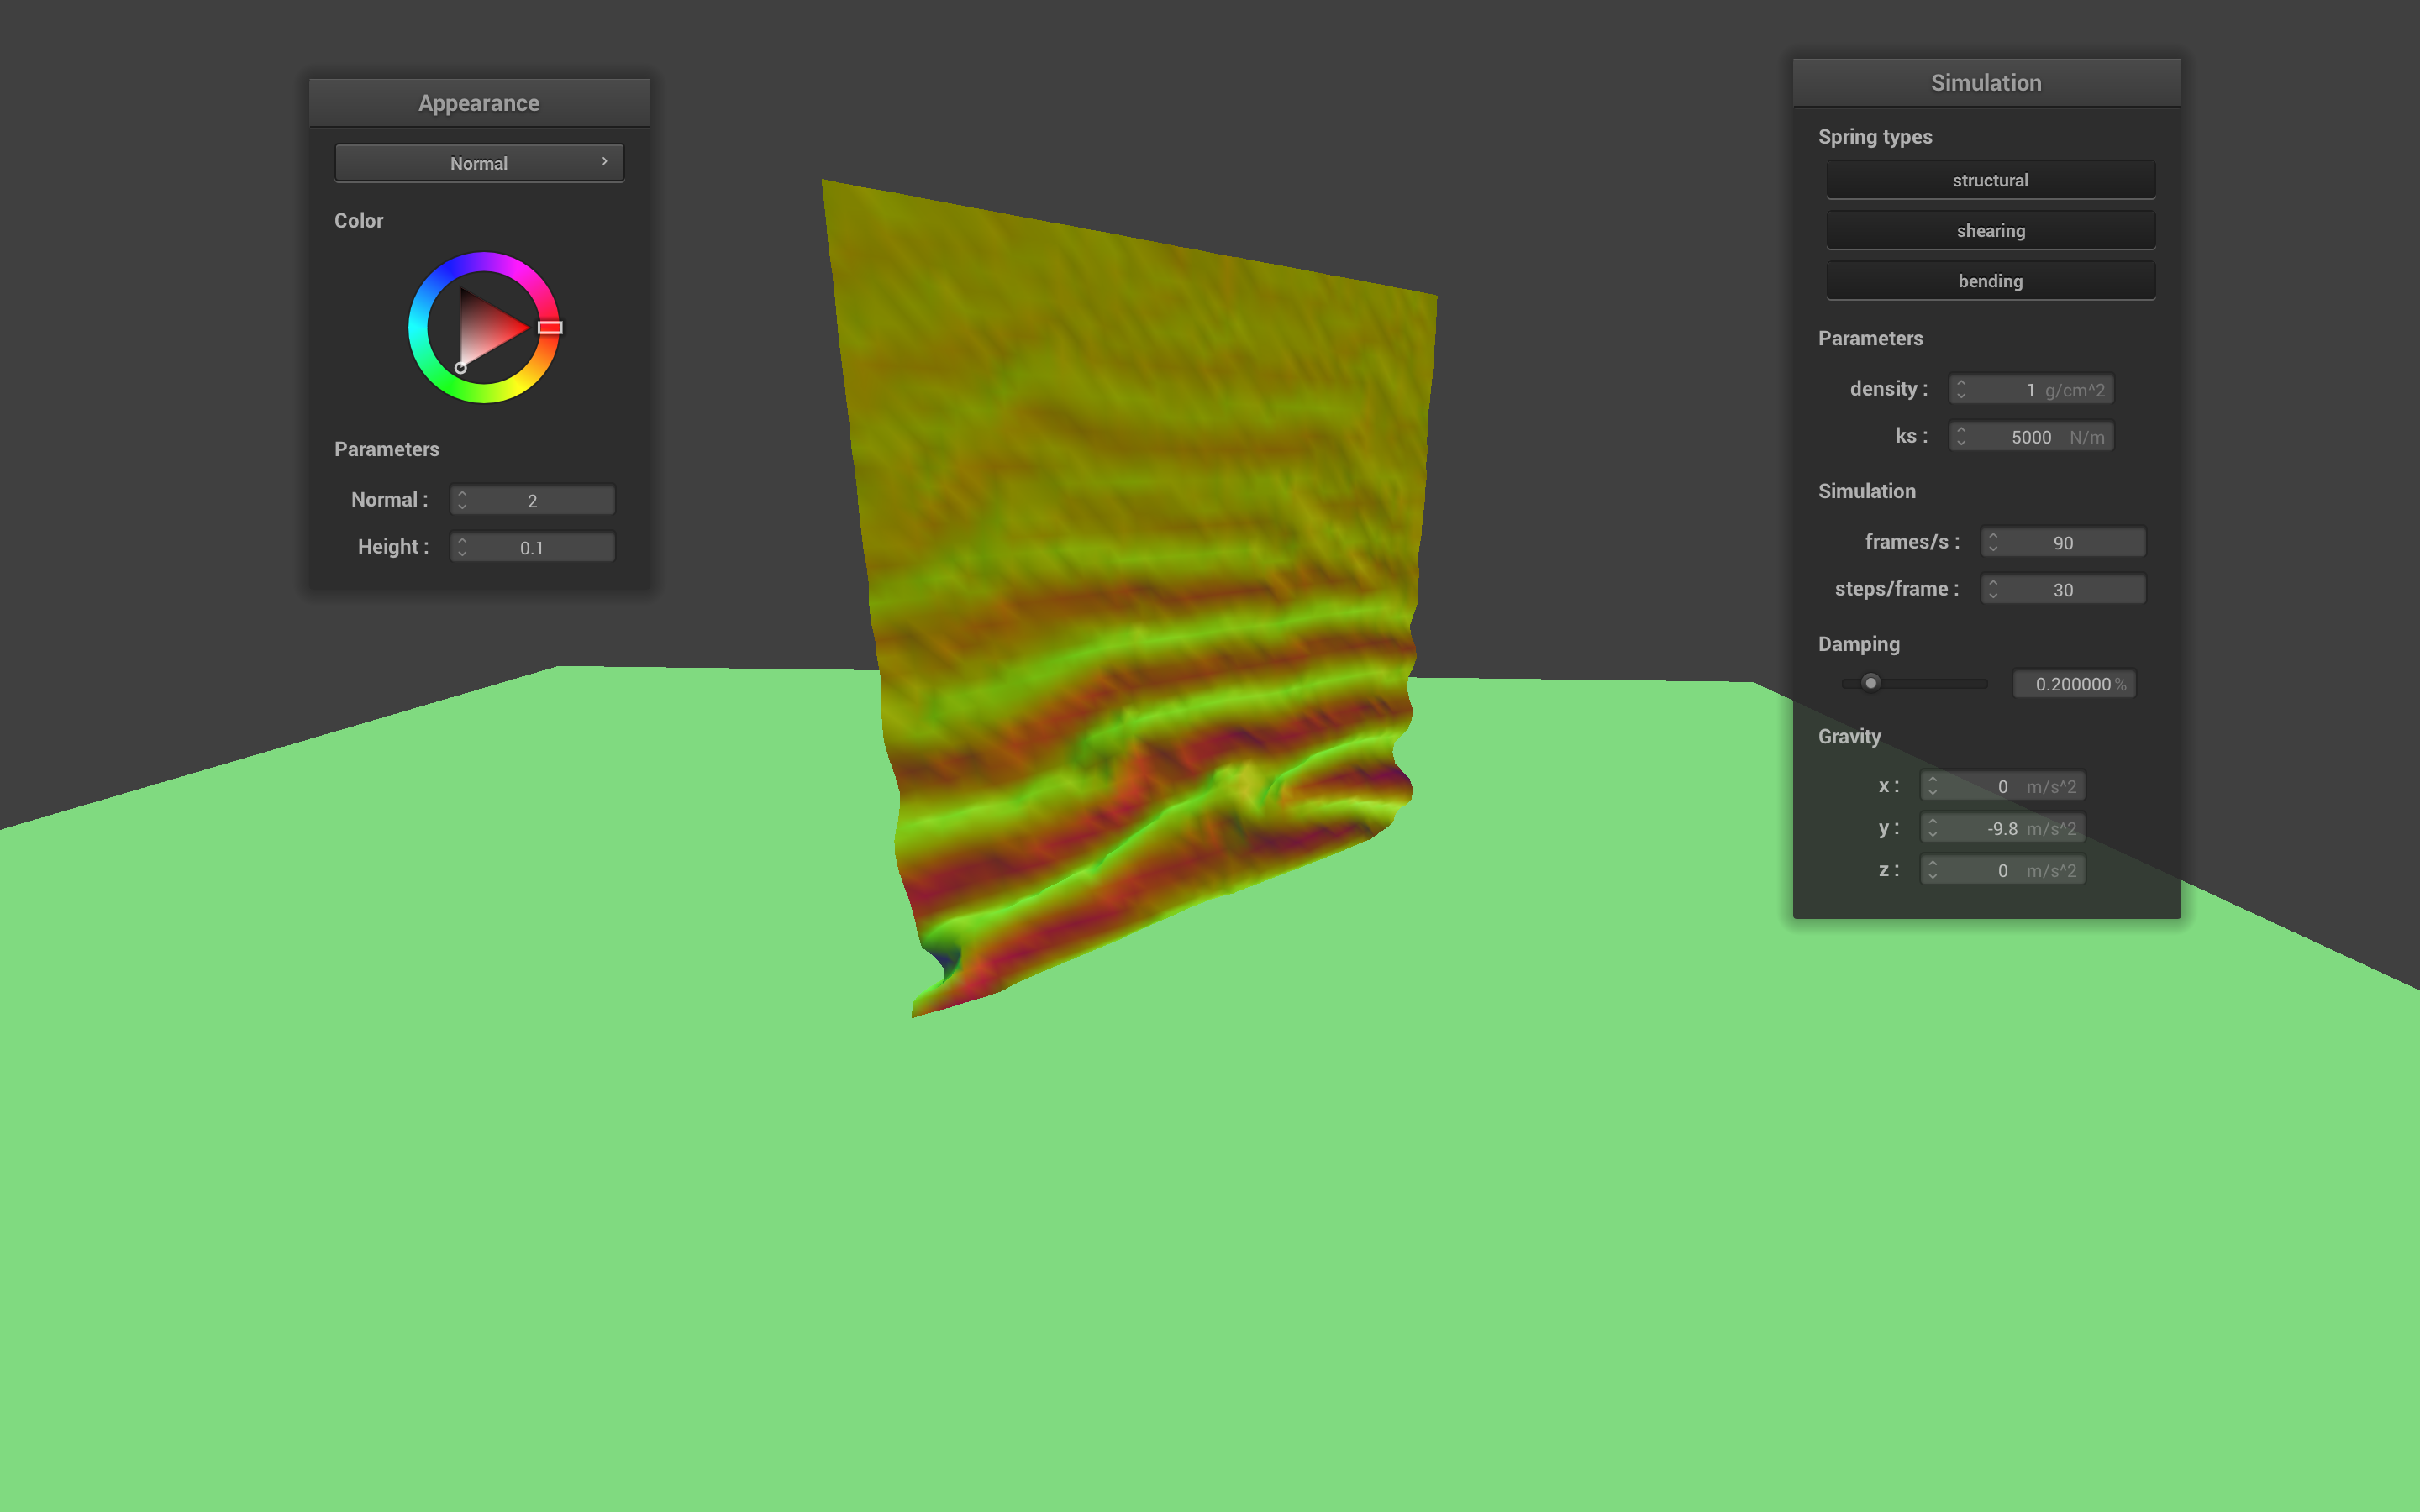 Appearance
Normal
Color
Parameters
Normal : 2
Height : 0.1
Simulation
Spring types
structural
shearing
bending
Parameters
density : 1 g/cm^2
ks : 5000 N/m
Simulation
frames/s : 90
steps/frame : 30
Damping
0.200000 %
Gravity
x : 0 m/s^2
y : -9.8 m/s^2
z : 0 m/s^2